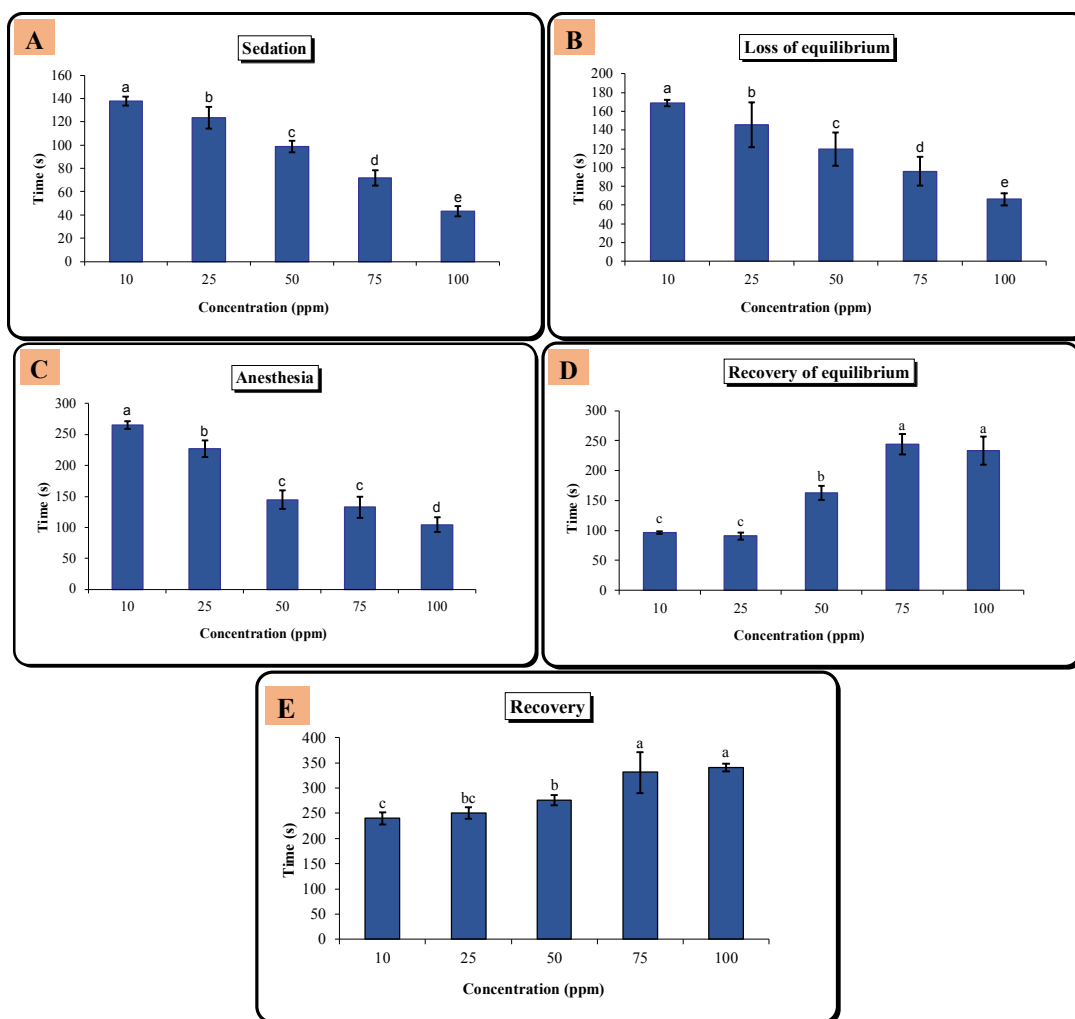 A
Sedation
160
140
120
100
80
60
40
20
0
Time (s)
a
b
c
d
e
10 25 50 75 100
Concentration (ppm)
B
Loss of equilibrium
200
180
160
140
120
100
80
60
40
20
0
Time (s)
a
b
c
d
e
10 25 50 75 100
Concentration (ppm)
C
Anesthesia
300
250
200
150
100
50
0
Time (s)
a
b
c
c
d
10 25 50 75 100
Concentration (ppm)
D
Recovery of equilibrium
300
250
200
150
100
50
0
Time (s)
c
c
b
a
a
10 25 50 75 100
Concentration (ppm)
E
Recovery
400
350
300
250
200
150
100
50
0
Time (s)
c
bc
b
a
a
10 25 50 75 100
Concentration (ppm)